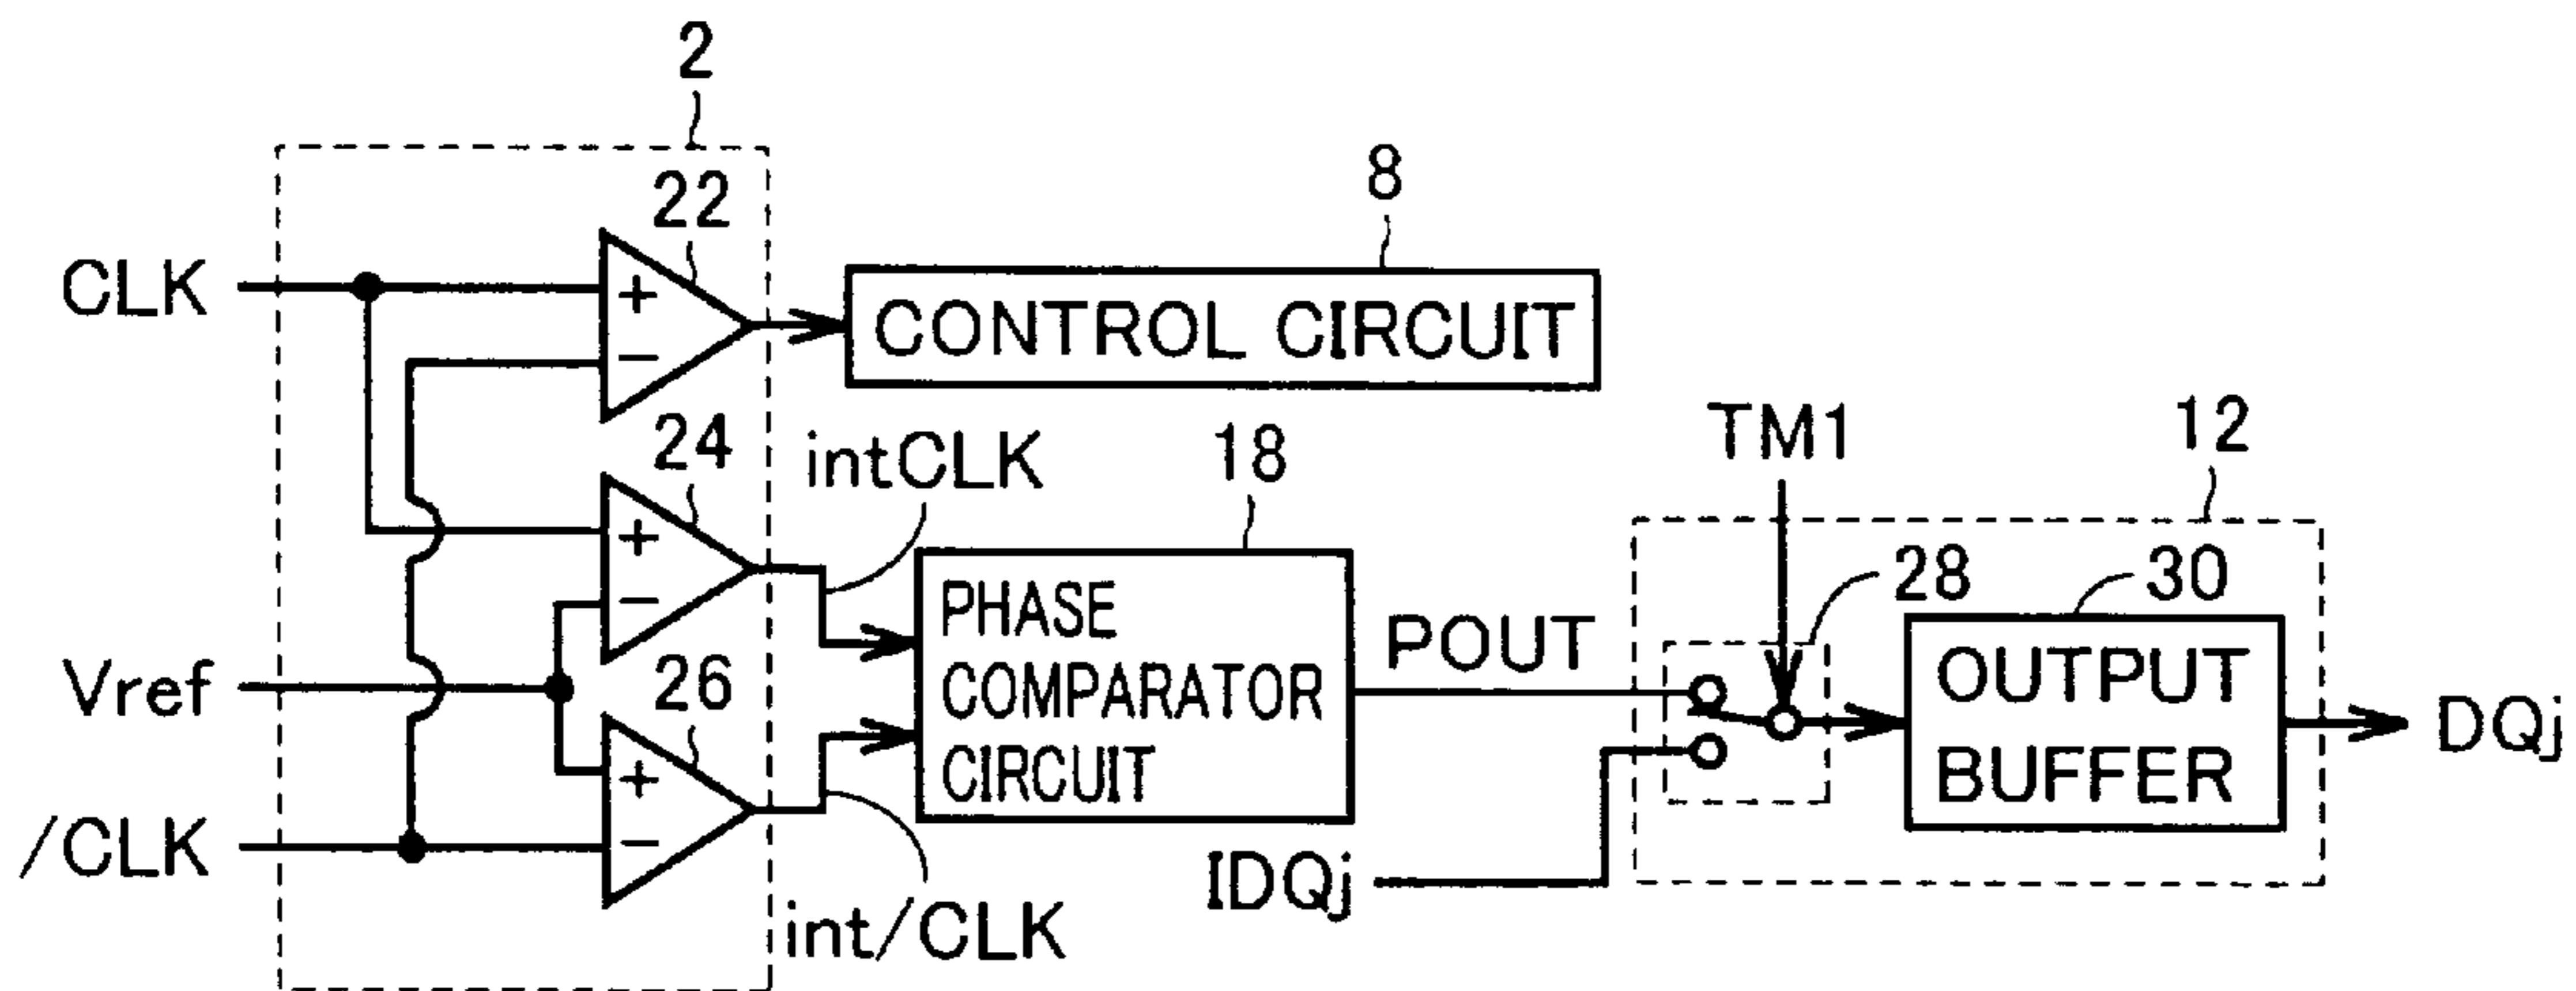 2
22
8
CLK
+
−
CONTROL CIRCUIT
24
intCLK
18
TM1
12
+
−
PHASE
COMPARATOR
CIRCUIT
28
30
Vref
26
POUT
OUTPUT
BUFFER
DQj
+
−
/CLK
int/CLK
IDQj